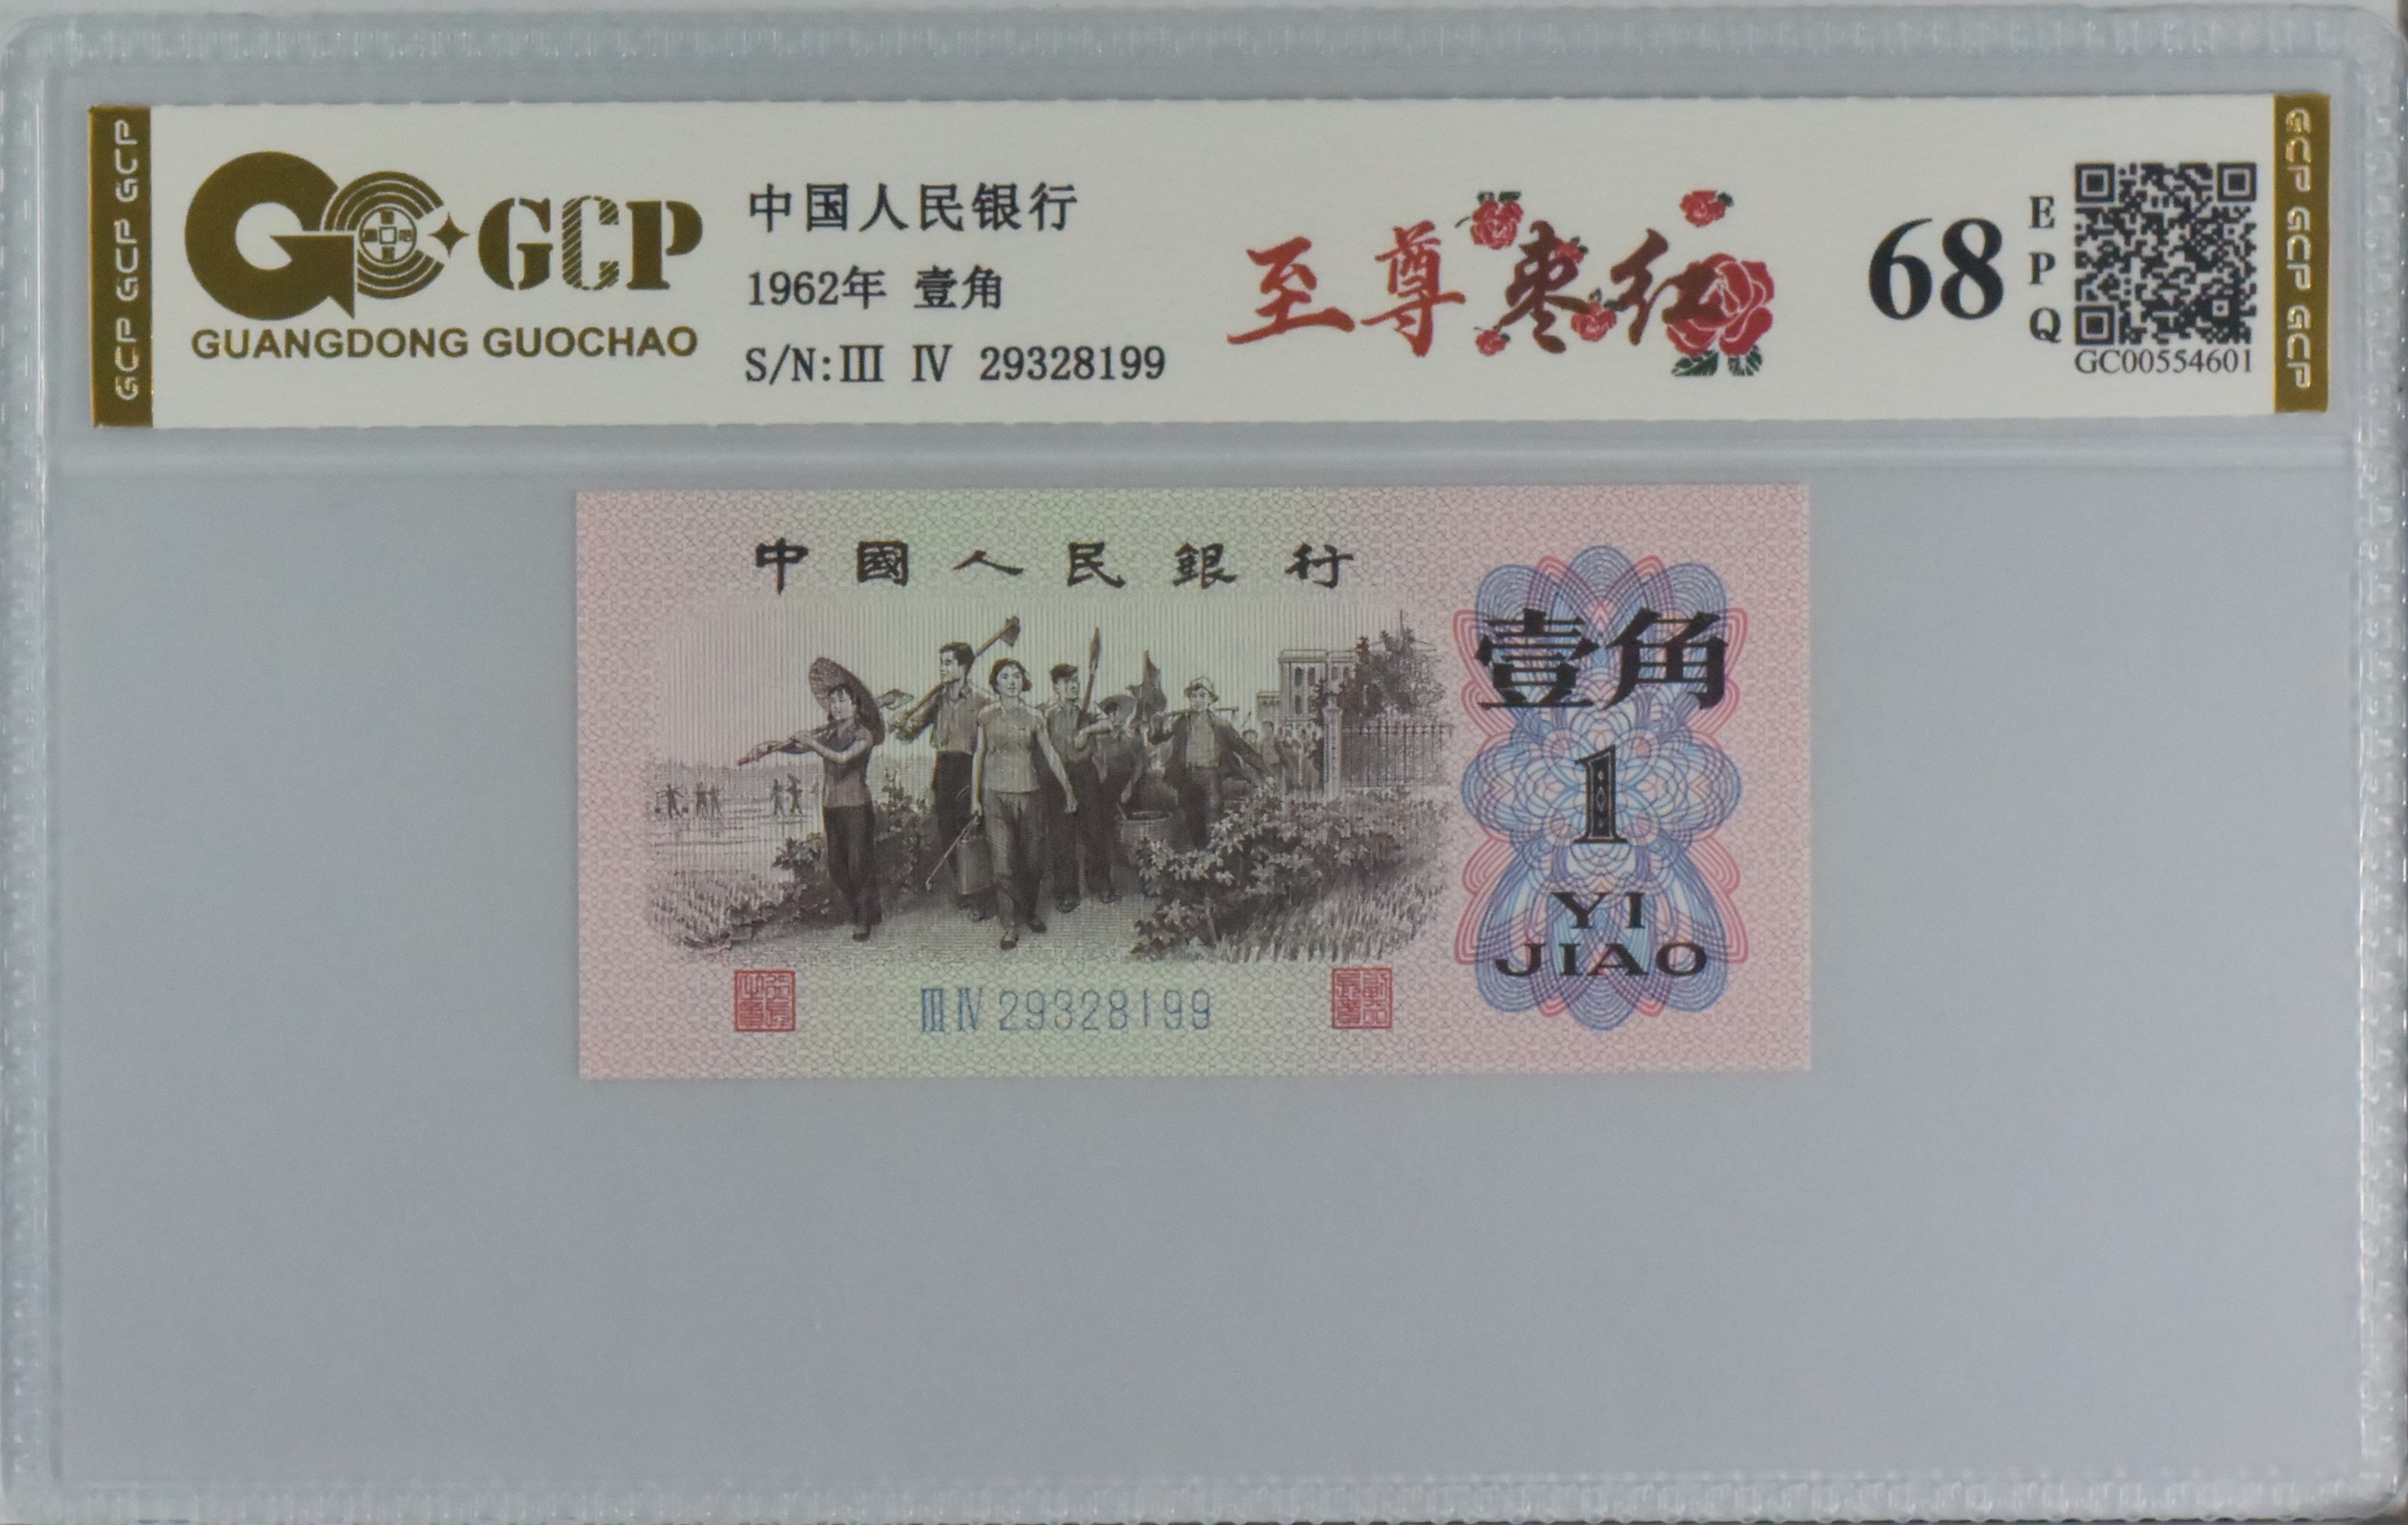 GCP GCP GCP
GCP
GUANGDONG GUOCHAO
中国人民银行
1962年 壹角
S/N:Ⅲ Ⅳ 29328199
至尊枣红
68
EPQ
GC00554601
GCP GCP GCP
中國人民銀行
壹角
1
YI
JIAO
Ⅲ Ⅳ 29328199